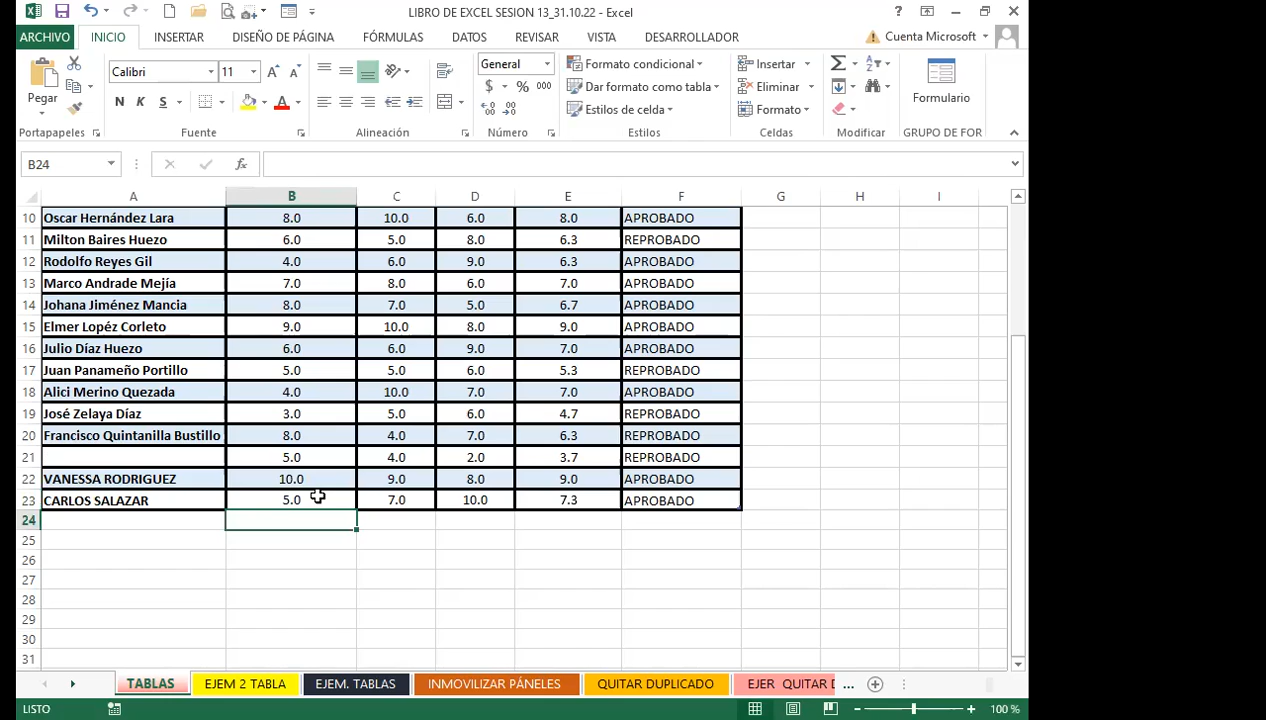 LIBRO DE EXCEL SESION 13_31.10.22 - Excel
ARCHIVO INICIO INSERTAR DISEÑO DE PÁGINA FÓRMULAS DATOS REVISAR VISTA DESARROLLADOR Cuenta Microsoft
Pegar
Calibri 11
N K S
General
$ % 000
Formato condicional
Dar formato como tabla
Estilos de celda
Insertar
Eliminar
Formato
Formulario
Portapapeles Fuente Alineación Número Estilos Celdas Modificar GRUPO DE FOR
B24 fx
A B C D E F G H I
10 Oscar Hernández Lara 8.0 10.0 6.0 8.0 APROBADO
11 Milton Baires Huezo 6.0 5.0 8.0 6.3 REPROBADO
12 Rodolfo Reyes Gil 4.0 6.0 9.0 6.3 APROBADO
13 Marco Andrade Mejía 7.0 8.0 6.0 7.0 APROBADO
14 Johana Jiménez Mancia 8.0 7.0 5.0 6.7 APROBADO
15 Elmer Lopéz Corleto 9.0 10.0 8.0 9.0 APROBADO
16 Julio Díaz Huezo 6.0 6.0 9.0 7.0 APROBADO
17 Juan Panameño Portillo 5.0 5.0 6.0 5.3 REPROBADO
18 Alici Merino Quezada 4.0 10.0 7.0 7.0 APROBADO
19 José Zelaya Díaz 3.0 5.0 6.0 4.7 REPROBADO
20 Francisco Quintanilla Bustillo 8.0 4.0 7.0 6.3 REPROBADO
21 5.0 4.0 2.0 3.7 REPROBADO
22 VANESSA RODRIGUEZ 10.0 9.0 8.0 9.0 APROBADO
23 CARLOS SALAZAR 5.0 7.0 10.0 7.3 APROBADO
24
25
26
27
28
29
30
31
TABLAS EJEM 2 TABLA EJEM. TABLAS INMOVILIZAR PÁNELES QUITAR DUPLICADO EJER QUITAR D ...
LISTO 100 %